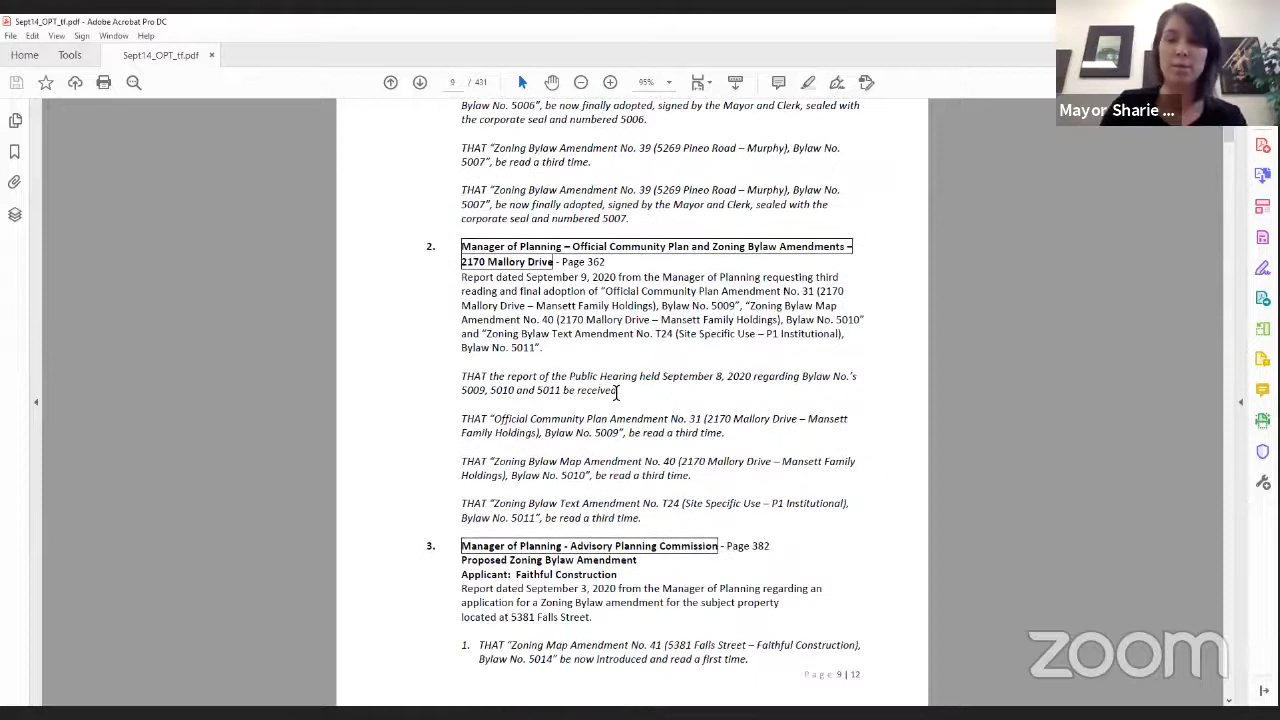 Sept14_OPT_tf.pdf - Adobe Acrobat Pro DC
File Edit View Sign Window Help
Home Tools Sept14_OPT_tf.pdf ×
9 / 431 95%
Mayor Sharie ...
Bylaw No. 5006", be now finally adopted, signed by the Mayor and Clerk, sealed with
the corporate seal and numbered 5006.
THAT "Zoning Bylaw Amendment No. 39 (5269 Pineo Road – Murphy), Bylaw No.
5007", be read a third time.
THAT "Zoning Bylaw Amendment No. 39 (5269 Pineo Road – Murphy), Bylaw No.
5007", be now finally adopted, signed by the Mayor and Clerk, sealed with the
corporate seal and numbered 5007.
2. Manager of Planning – Official Community Plan and Zoning Bylaw Amendments –
2170 Mallory Drive - Page 362
Report dated September 9, 2020 from the Manager of Planning requesting third
reading and final adoption of "Official Community Plan Amendment No. 31 (2170
Mallory Drive – Mansett Family Holdings), Bylaw No. 5009", "Zoning Bylaw Map
Amendment No. 40 (2170 Mallory Drive – Mansett Family Holdings), Bylaw No. 5010"
and "Zoning Bylaw Text Amendment No. T24 (Site Specific Use – P1 Institutional),
Bylaw No. 5011".
THAT the report of the Public Hearing held September 8, 2020 regarding Bylaw No.'s
5009, 5010 and 5011 be received.
THAT "Official Community Plan Amendment No. 31 (2170 Mallory Drive – Mansett
Family Holdings), Bylaw No. 5009", be read a third time.
THAT "Zoning Bylaw Map Amendment No. 40 (2170 Mallory Drive – Mansett Family
Holdings), Bylaw No. 5010", be read a third time.
THAT "Zoning Bylaw Text Amendment No. T24 (Site Specific Use – P1 Institutional),
Bylaw No. 5011", be read a third time.
3. Manager of Planning - Advisory Planning Commission - Page 382
Proposed Zoning Bylaw Amendment
Applicant: Faithful Construction
Report dated September 3, 2020 from the Manager of Planning regarding an
application for a Zoning Bylaw amendment for the subject property
located at 5381 Falls Street.
1. THAT "Zoning Map Amendment No. 41 (5381 Falls Street – Faithful Construction),
Bylaw No. 5014" be now introduced and read a first time.
Page 9 | 12
zoom